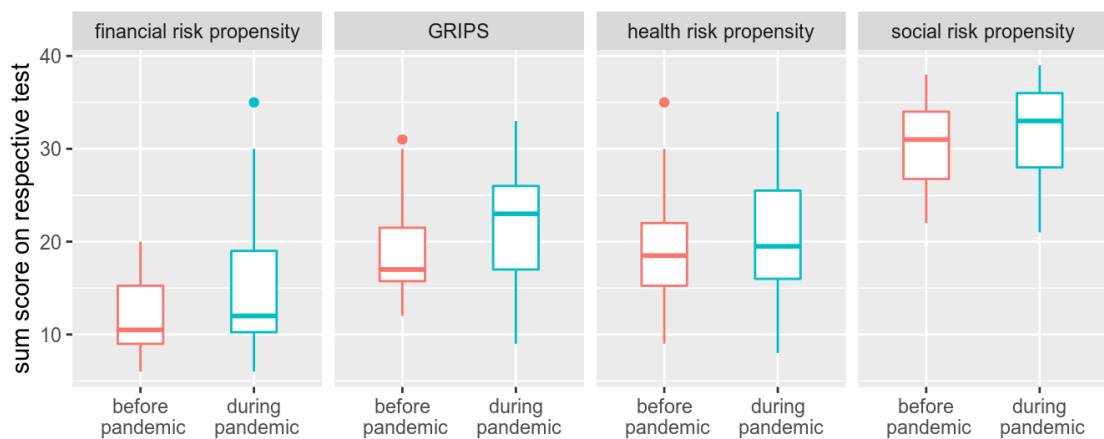 financial risk propensity
GRIPS
health risk propensity
social risk propensity
sum score on respective test
40
30
20
10
before
pandemic
during
pandemic
before
pandemic
during
pandemic
before
pandemic
during
pandemic
before
pandemic
during
pandemic